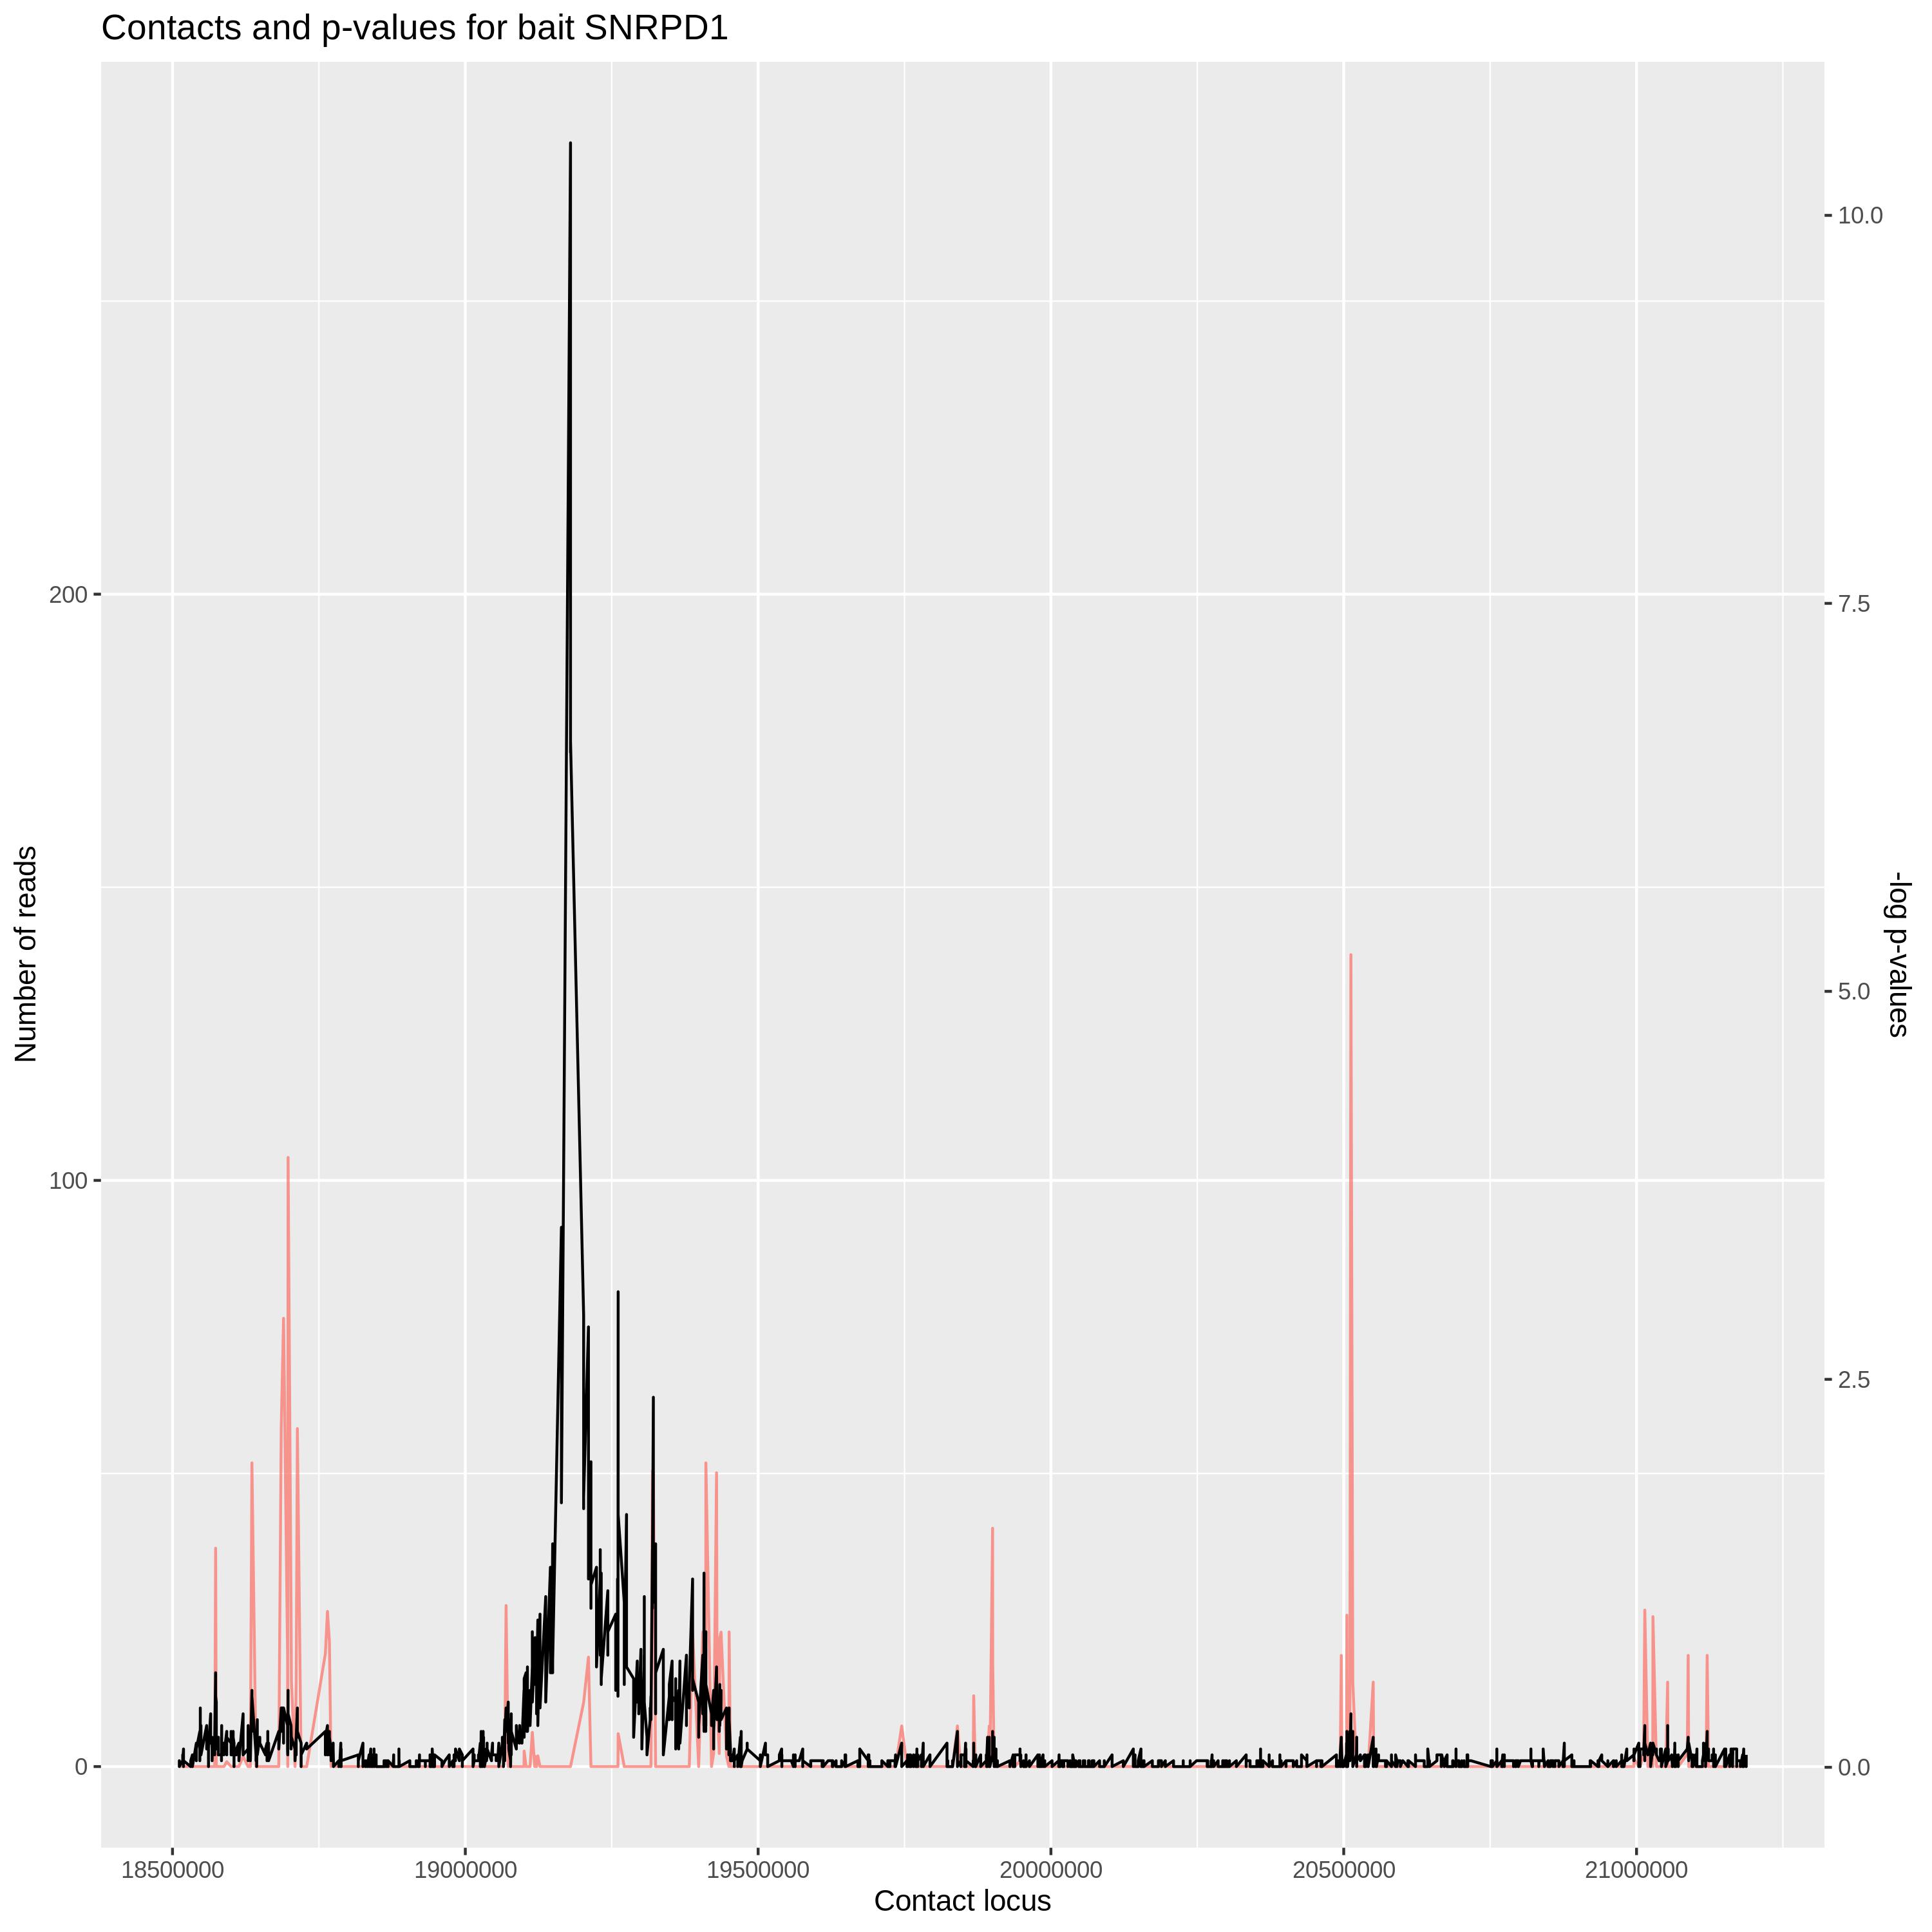 Contacts and p-values for bait SNRPD1
Number of reads
200
100
0
10.0
7.5
5.0
2.5
0.0
-log p-values
18500000 19000000 19500000 20000000 20500000 21000000
Contact locus